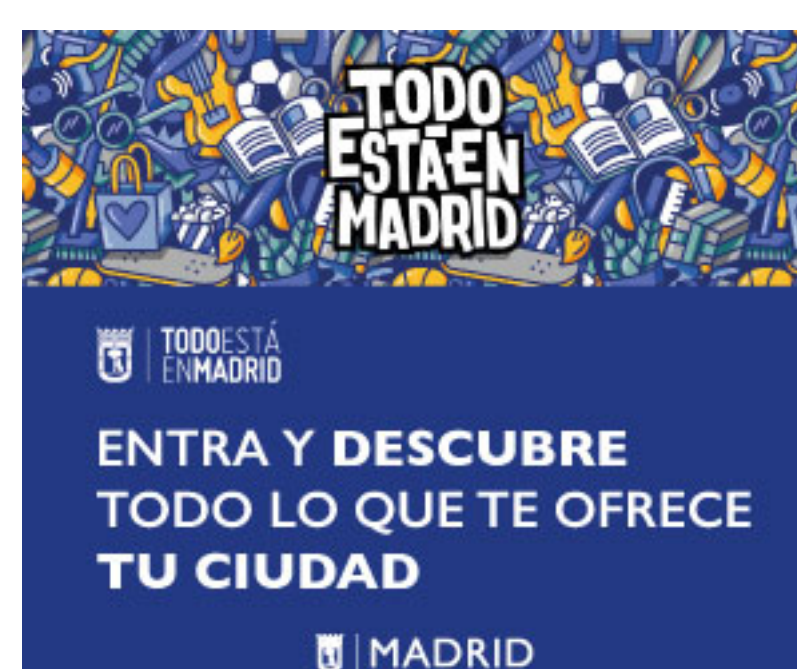 TODO
ESTÁ EN
MADRID
TODOESTÁ
ENMADRID
ENTRA Y DESCUBRE
TODO LO QUE TE OFRECE
TU CIUDAD
MADRID